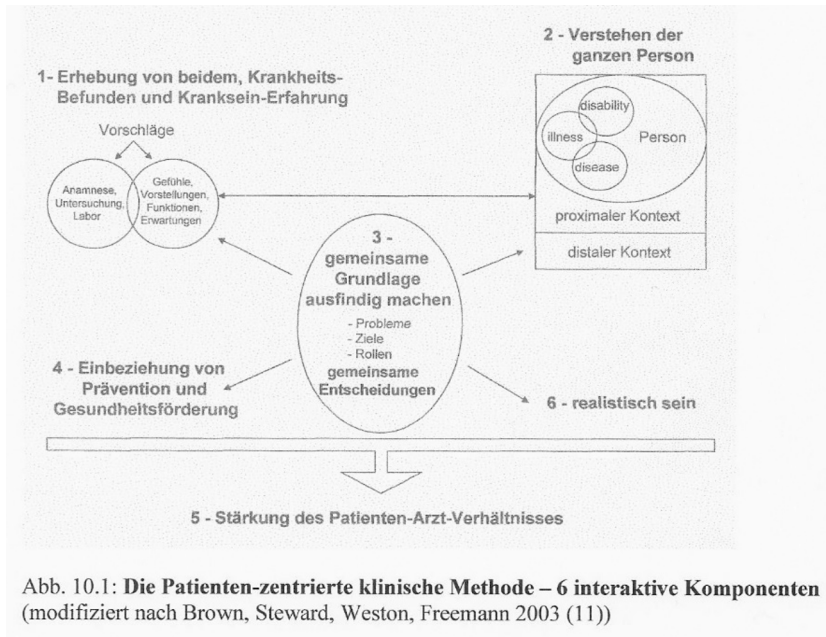 1- Erhebung von beidem, Krankheits-
Befunden und Kranksein-Erfahrung
Vorschläge
Anamnese,
Untersuchung,
Labor
Gefühle,
Vorstellungen,
Funktionen,
Erwartungen
2 - Verstehen der
ganzen Person
disability
illness
Person
disease
proximaler Kontext
distaler Kontext
3 -
gemeinsame
Grundlage
ausfindig machen
- Probleme
- Ziele
- Rollen
gemeinsame
Entscheidungen
4 - Einbeziehung von
Prävention und
Gesundheitsförderung
6 - realistisch sein
5 - Stärkung des Patienten-Arzt-Verhältnisses
Abb. 10.1: Die Patienten-zentrierte klinische Methode – 6 interaktive Komponenten
(modifiziert nach Brown, Steward, Weston, Freemann 2003 (11))